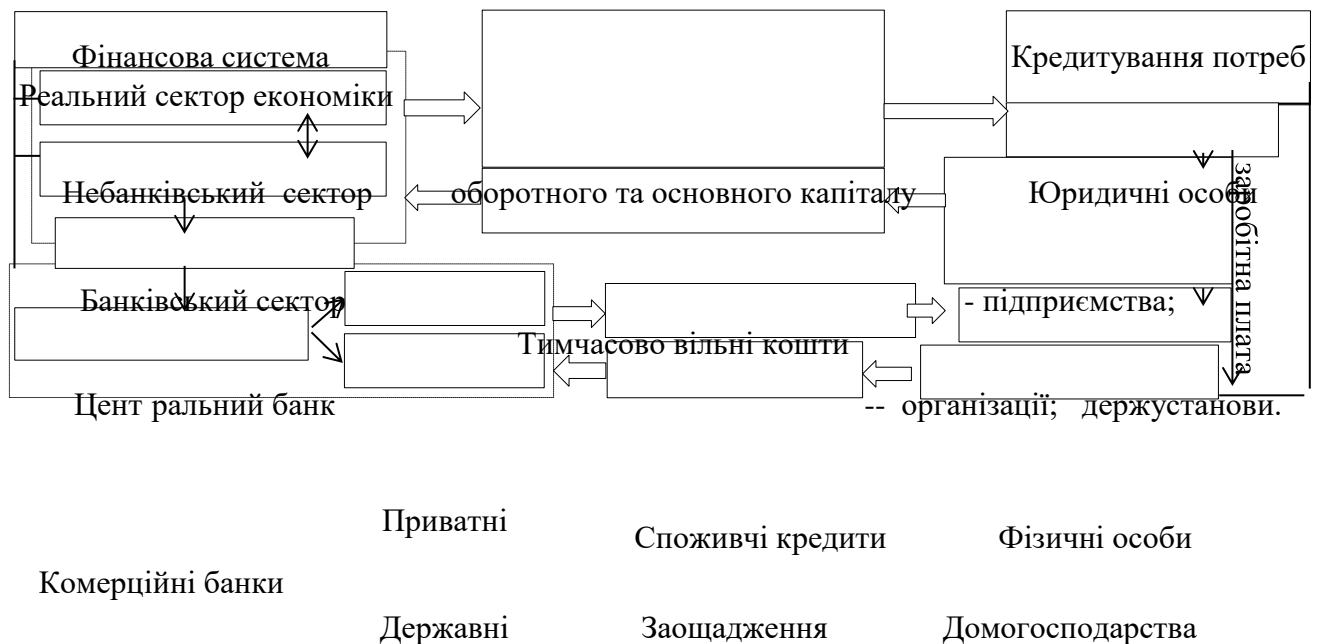 Фінансова система
Кредитування потреб
Реальний сектор економіки
Небанківський сектор
оборотного та основного капіталу
Юридичні особи
заробітна плата
Банківський сектор
- підприємства;
Тимчасово вільні кошти
Цент ральний банк
-- організації; держустанови.
Приватні
Споживчі кредити
Фізичні особи
Комерційні банки
Державні
Заощадження
Домогосподарства